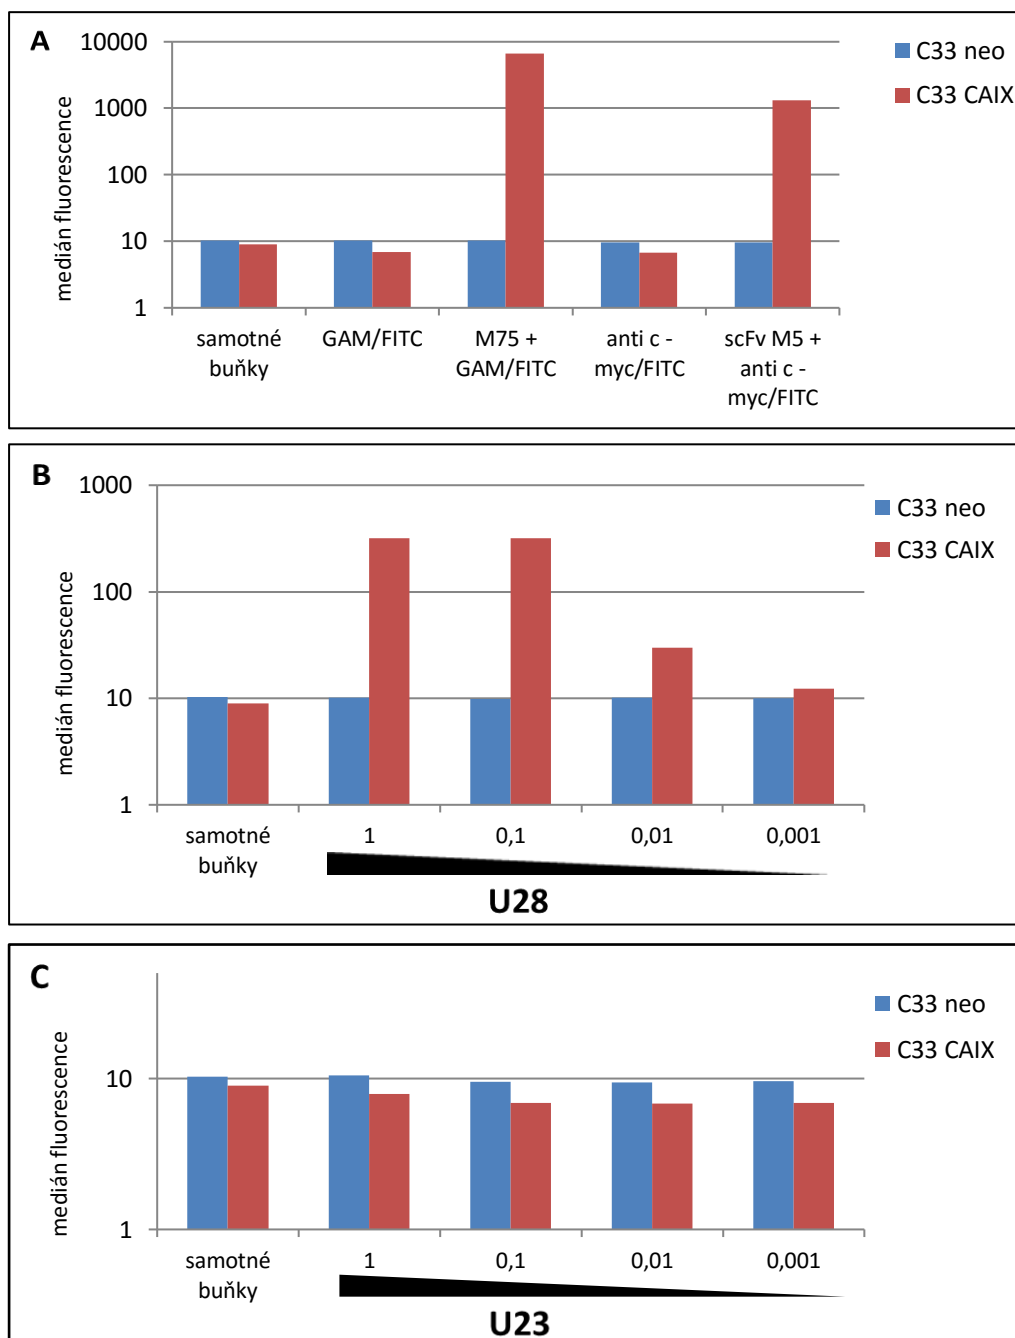 A
10000
1000
100
10
1
medián fluorescence
samotné
buňky
GAM/FITC
M75 +
GAM/FITC
anti c -
myc/FITC
scFv M5 +
anti c -
myc/FITC
C33 neo
C33 CAIX
B
1000
100
10
1
medián fluorescence
samotné
buňky
1
0,1
0,01
0,001
U28
C33 neo
C33 CAIX
C
10
1
medián fluorescence
samotné
buňky
1
0,1
0,01
0,001
U23
C33 neo
C33 CAIX